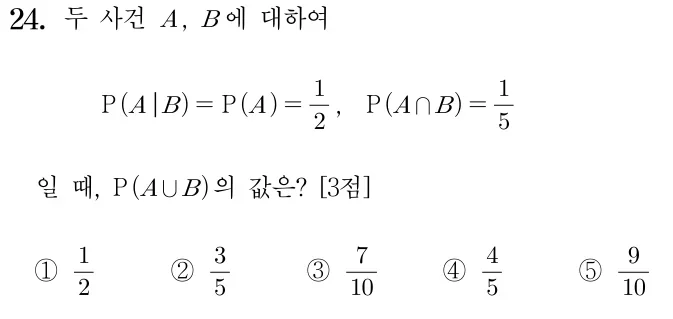 24. 두 사건 A, B에 대하여
P(A|B) = P(A) = 1/2, P(A∩B) = 1/5
일 때, P(A∪B)의 값은? [3점]
① 1/2 ② 3/5 ③ 7/10 ④ 4/5 ⑤ 9/10